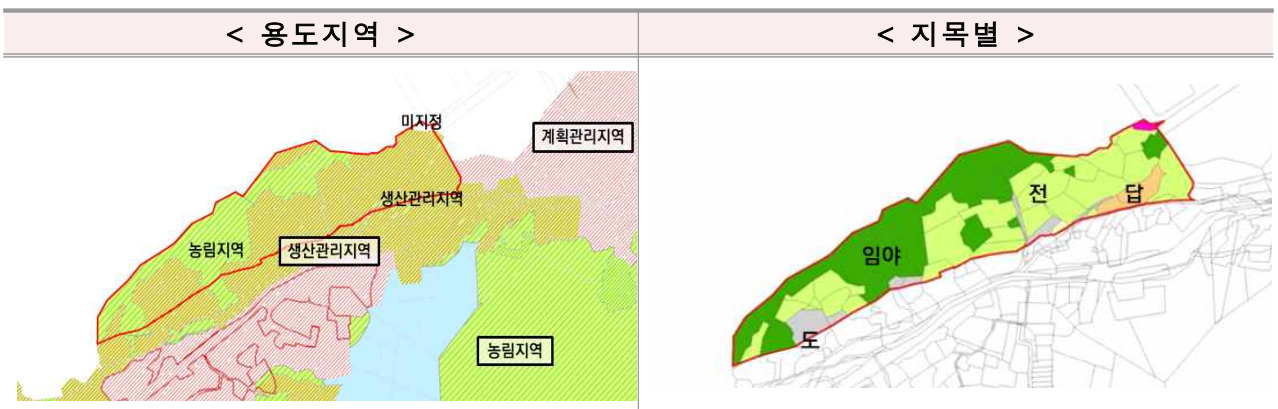 < 용도지역 >
< 지목별 >
미지정
계획관리지역
생산관리지역
농림지역
생산관리지역
농림지역
전
답
임야
도